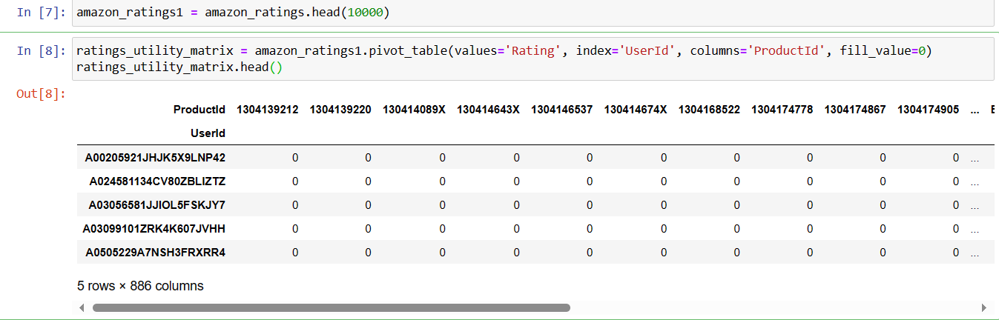 In [7]: amazon_ratings1 = amazon_ratings.head(10000)
In [8]: ratings_utility_matrix = amazon_ratings1.pivot_table(values='Rating', index='UserId', columns='ProductId', fill_value=0)
ratings_utility_matrix.head()
Out[8]:
ProductId 1304139212 1304139220 130414089X 130414643X 1304146537 130414674X 1304168522 1304174778 1304174867 1304174905 ...
UserId
A00205921JHJK5X9LNP42 0 0 0 0 0 0 0 0 0 0 ...
A024581134CV80ZBLIZTZ 0 0 0 0 0 0 0 0 0 0 ...
A03056581JJIOL5FSKJY7 0 0 0 0 0 0 0 0 0 0 ...
A03099101ZRK4K607JVHH 0 0 0 0 0 0 0 0 0 0 ...
A0505229A7NSH3FRXRR4 0 0 0 0 0 0 0 0 0 0 ...
5 rows × 886 columns